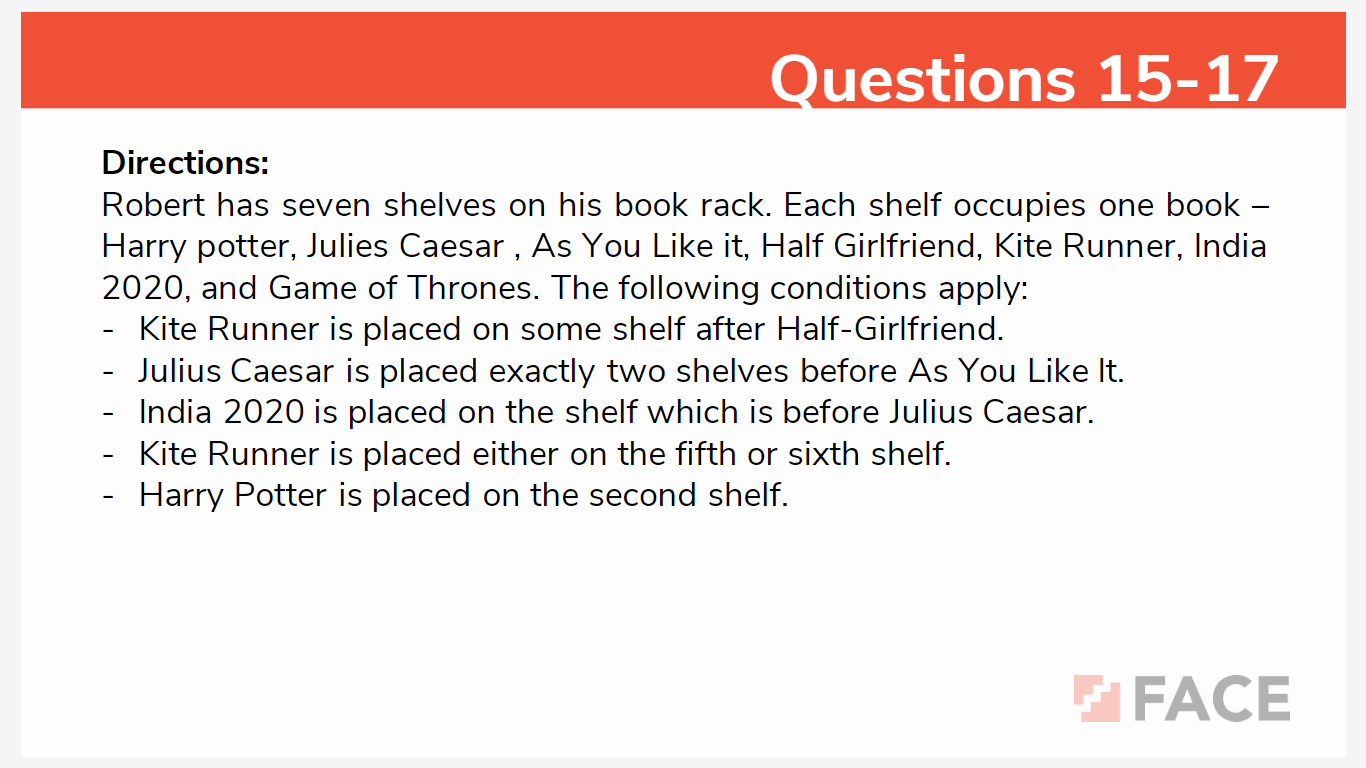 Questions 15-17
Directions:
Robert has seven shelves on his book rack. Each shelf occupies one book –
Harry potter, Julies Caesar , As You Like it, Half Girlfriend, Kite Runner, India
2020, and Game of Thrones. The following conditions apply:
- Kite Runner is placed on some shelf after Half-Girlfriend.
- Julius Caesar is placed exactly two shelves before As You Like It.
- India 2020 is placed on the shelf which is before Julius Caesar.
- Kite Runner is placed either on the fifth or sixth shelf.
- Harry Potter is placed on the second shelf.
FACE